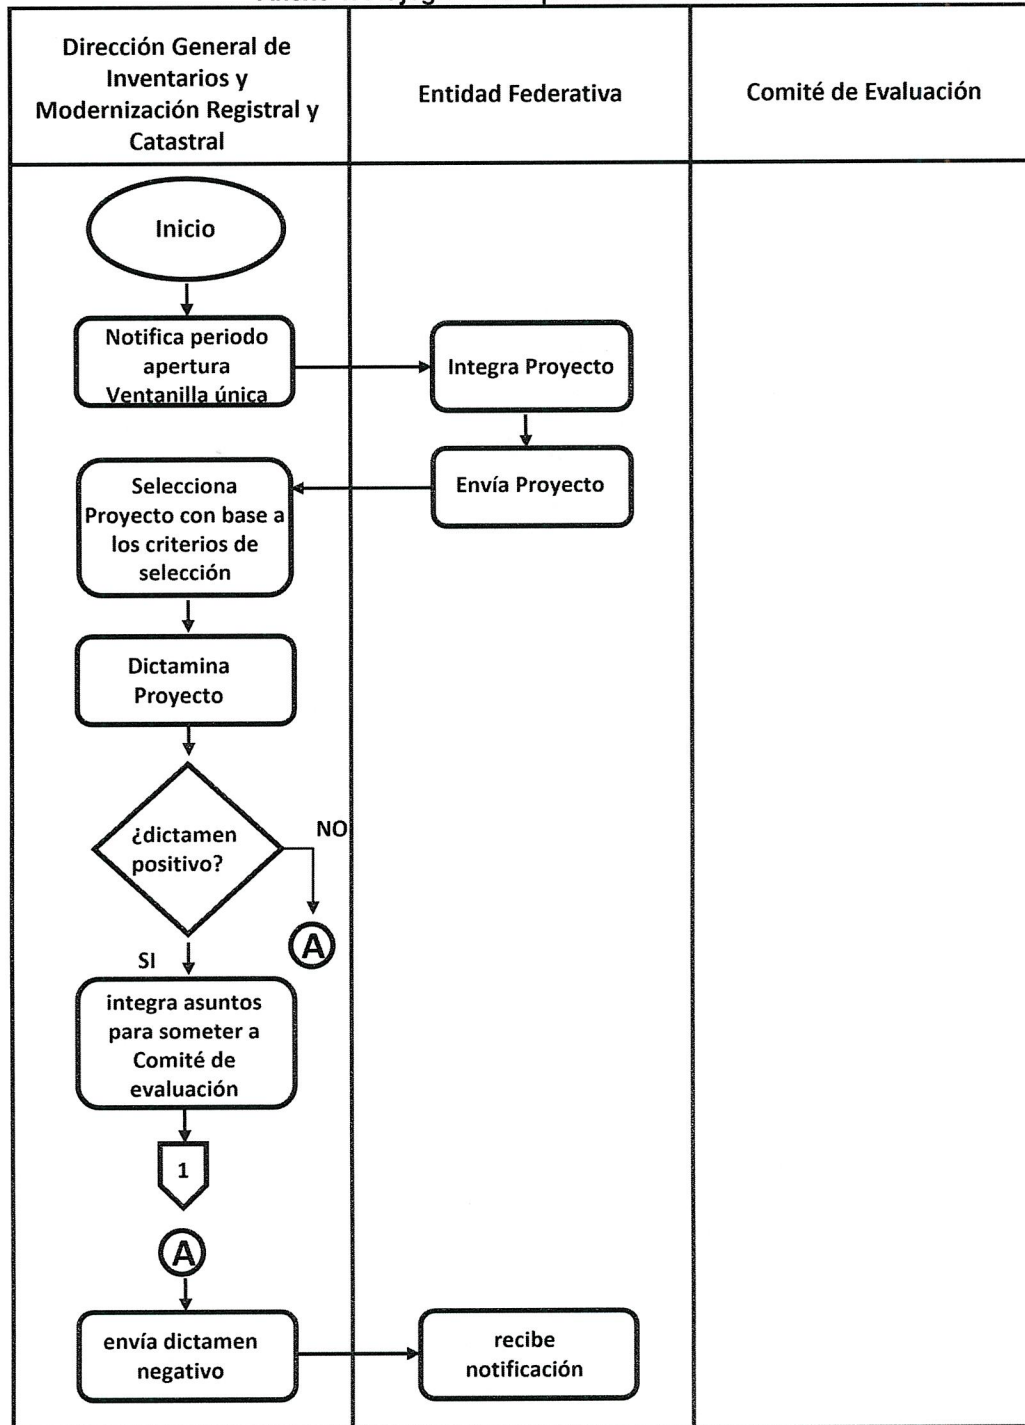 Dirección General de
Inventarios y
Modernización Registral y
Catastral
Entidad Federativa
Comité de Evaluación
Inicio
Notifica periodo
apertura
Ventanilla única
Integra Proyecto
Envía Proyecto
Selecciona
Proyecto con base a
los criterios de
selección
Dictamina
Proyecto
¿dictamen
positivo?
NO
A
SI
integra asuntos
para someter a
Comité de
evaluación
1
A
envía dictamen
negativo
recibe
notificación